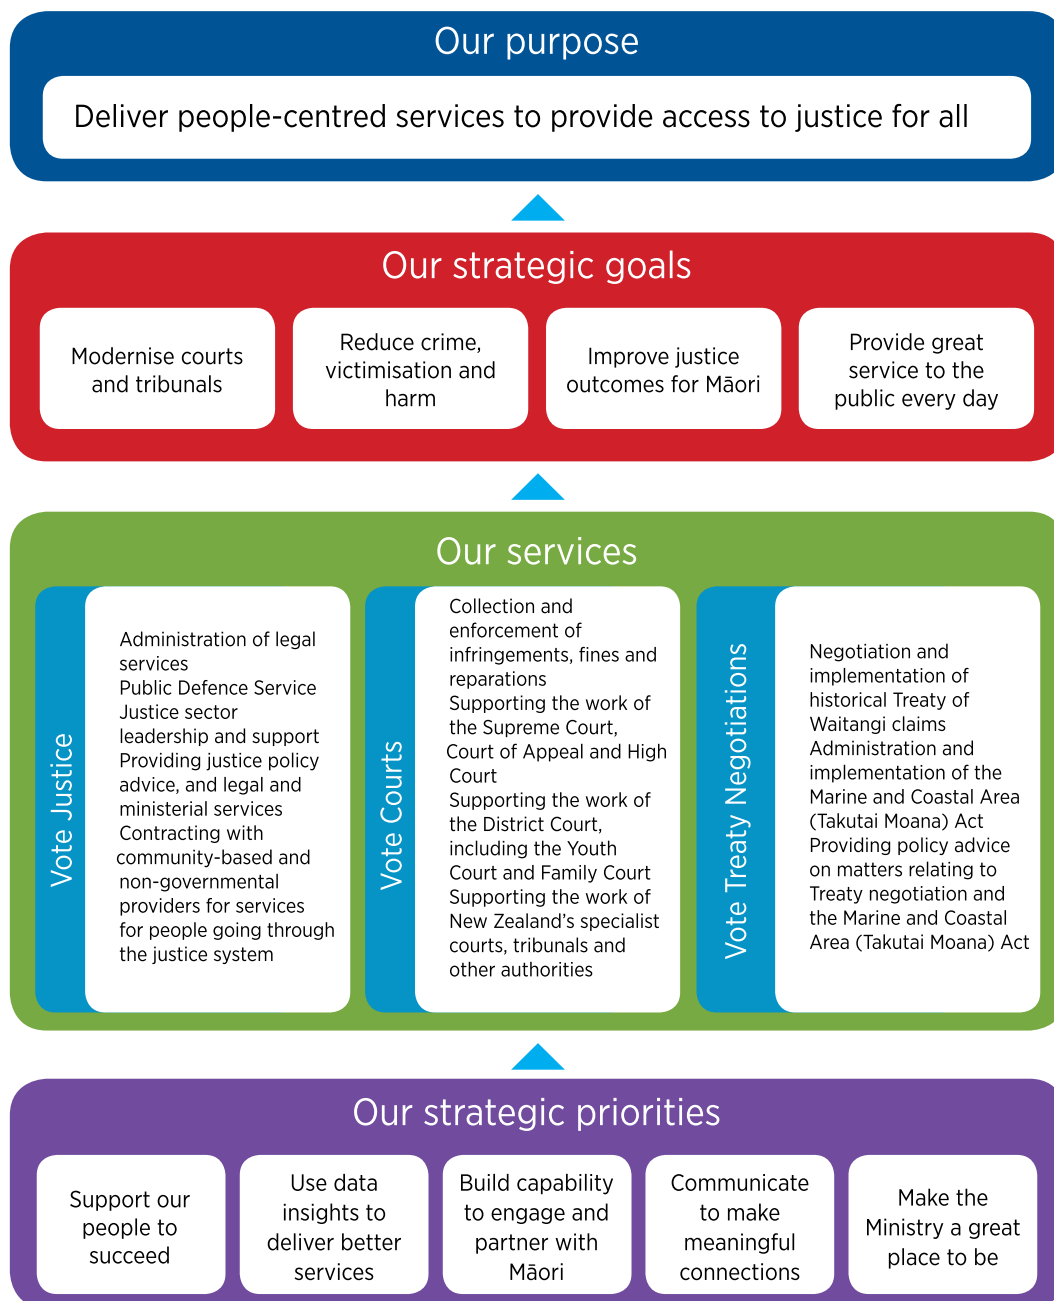 Our purpose
Deliver people-centred services to provide access to justice for all
Our strategic goals
Modernise courts
and tribunals
Reduce crime,
victimisation and
harm
Improve justice
outcomes for Māori
Provide great
service to the
public every day
Our services
Vote Justice
Administration of legal
services
Public Defence Service
Justice sector
leadership and support
Providing justice policy
advice, and legal and
ministerial services
Contracting with
community-based and
non-governmental
providers for services
for people going through
the justice system
Vote Courts
Collection and
enforcement of
infringements, fines and
reparations
Supporting the work of
the Supreme Court,
Court of Appeal and High
Court
Supporting the work of
the District Court,
including the Youth
Court and Family Court
Supporting the work of
New Zealand’s specialist
courts, tribunals and
other authorities
Vote Treaty Negotiations
Negotiation and
implementation of
historical Treaty of
Waitangi claims
Administration and
implementation of the
Marine and Coastal Area
(Takutai Moana) Act
Providing policy advice
on matters relating to
Treaty negotiation and
the Marine and Coastal
Area (Takutai Moana) Act
Our strategic priorities
Support our
people to
succeed
Use data
insights to
deliver better
services
Build capability
to engage and
partner with
Māori
Communicate
to make
meaningful
connections
Make the
Ministry a great
place to be